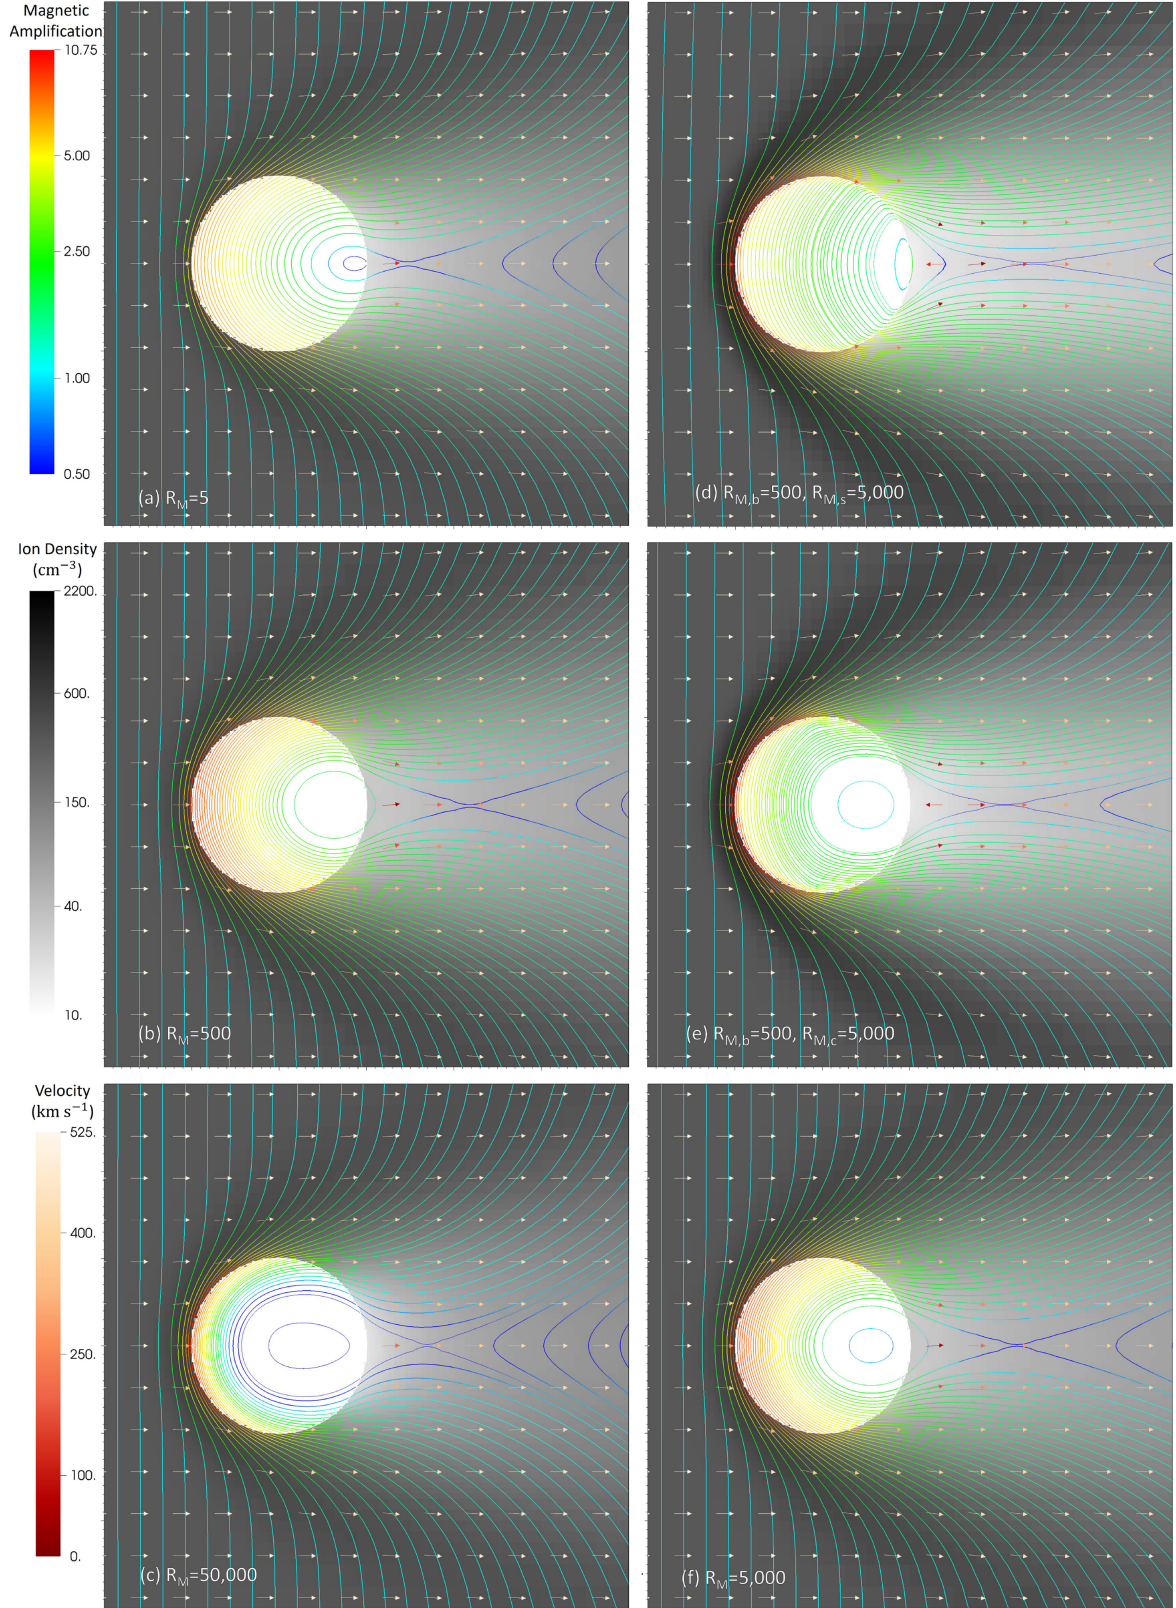 Magnetic
Amplification
10.75
5.00
2.50
1.00
0.50
(a) R_M=5
(d) R_M,b=500, R_M,s=5,000
Ion Density
(cm⁻³)
2200.
600.
150.
40.
10.
(b) R_M=500
(e) R_M,b=500, R_M,c=5,000
Velocity
(km s⁻¹)
525.
400.
250.
100.
0.
(c) R_M=50,000
(f) R_M=5,000